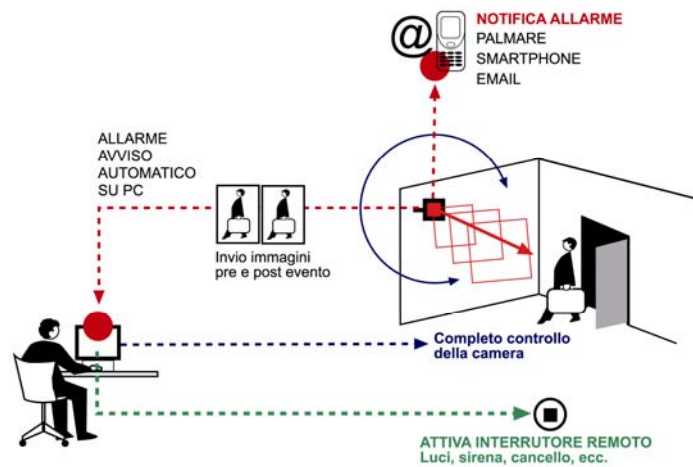 @
NOTIFICA ALLARME
PALMARE
SMARTPHONE
EMAIL
ALLARME
AVVISO
AUTOMATICO
SU PC
Invio immagini
pre e post evento
Completo controllo
della camera
ATTIVA INTERRUTORE REMOTO
Luci, sirena, cancello, ecc.